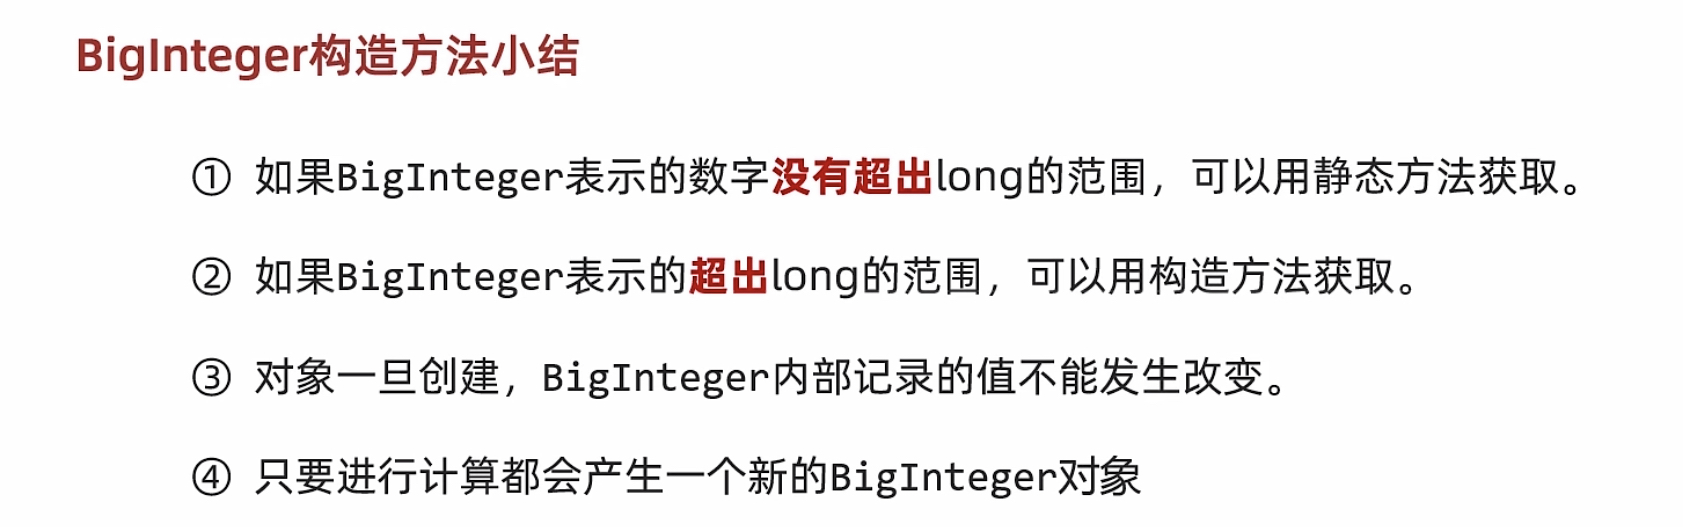 BigInteger构造方法小结
① 如果BigInteger表示的数字没有超出long的范围，可以用静态方法获取。
② 如果BigInteger表示的超出long的范围，可以用构造方法获取。
③ 对象一旦创建，BigInteger内部记录的值不能发生改变。
④ 只要进行计算都会产生一个新的BigInteger对象